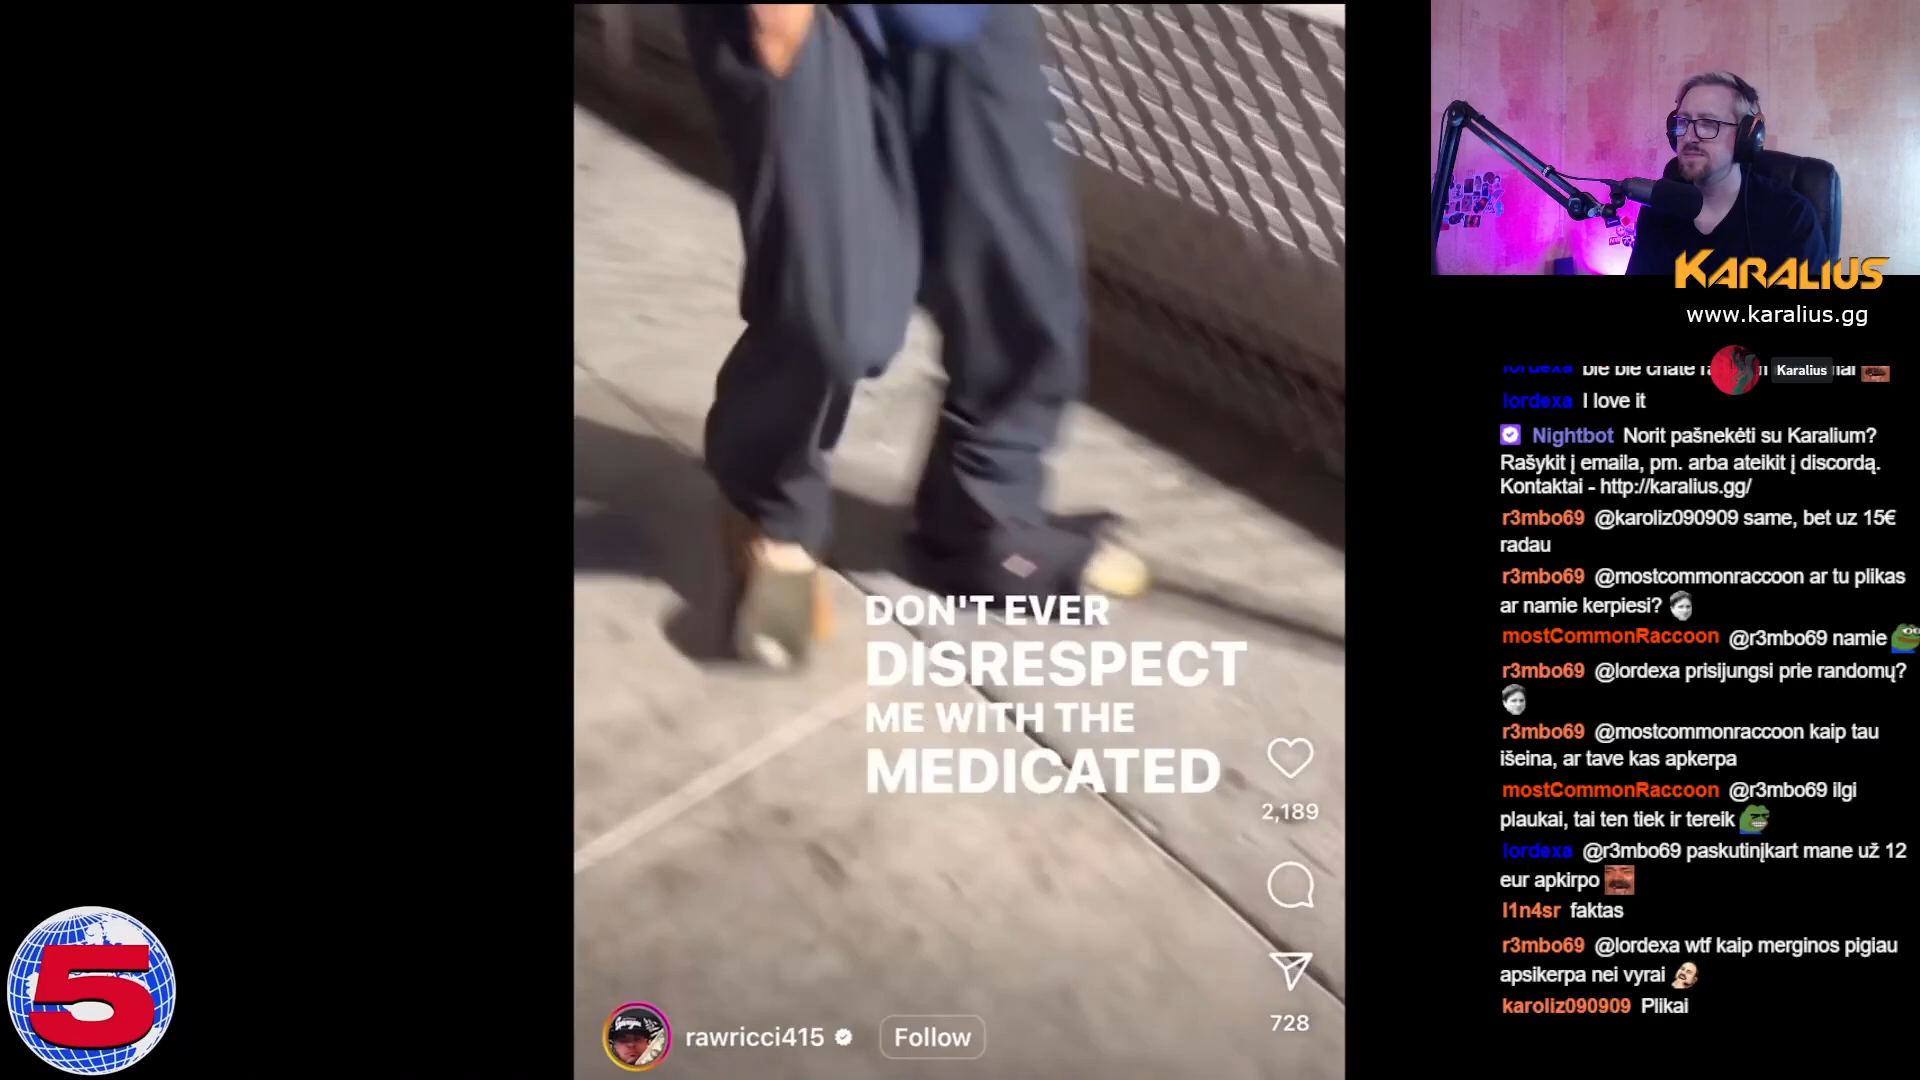 DON'T EVER
DISRESPECT
ME WITH THE
MEDICATED
2,189
728
rawricci415
Follow
5
KARALIUS
www.karalius.gg
Karalius
lordexa I love it
Nightbot Norit pašnekėti su Karalium?
Rašykit į emaila, pm. arba ateikit į discordą.
Kontaktai - http://karalius.gg/
r3mbo69 @karoliz090909 same, bet uz 15€
radau
r3mbo69 @mostcommonraccoon ar tu plikas
ar namie kerpiesi?
mostCommonRaccoon @r3mbo69 namie
r3mbo69 @lordexa prisijungsi prie randomų?
r3mbo69 @mostcommonraccoon kaip tau
išeina, ar tave kas apkerpa
mostCommonRaccoon @r3mbo69 ilgi
plaukai, tai ten tiek ir tereik
lordexa @r3mbo69 paskutinįkart mane už 12
eur apkirpo
l1n4sr faktas
r3mbo69 @lordexa wtf kaip merginos pigiau
apsikerpa nei vyrai
karoliz090909 Plikai